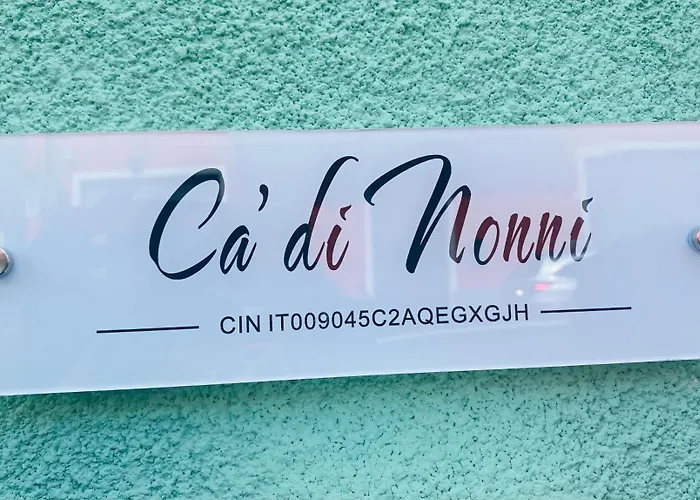 Ca' di Nonni
CIN IT009045C2AQEGXGJH